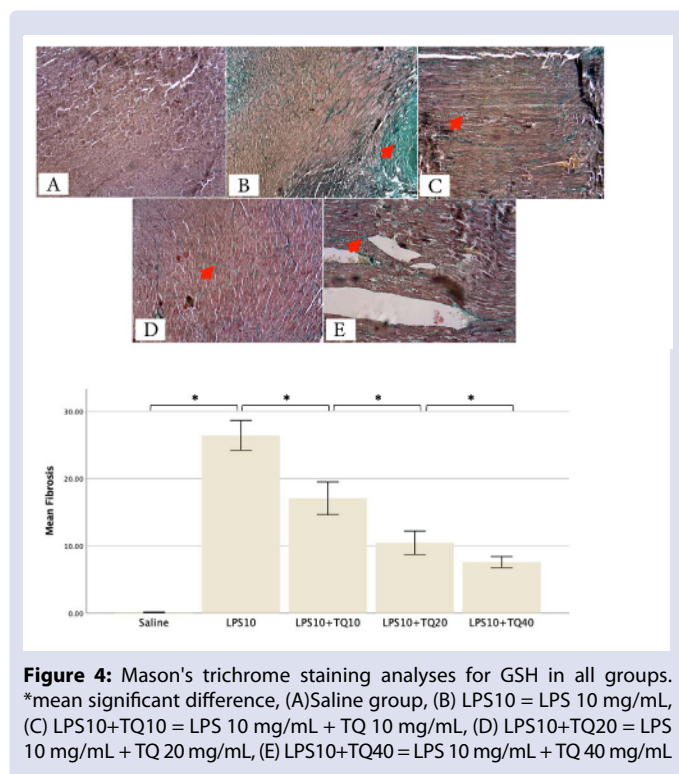 A
B
C
D
E
* * * *
30.00
20.00
10.00
0.00
Mean Fibrosis
Saline LPS10 LPS10+TQ10 LPS10+TQ20 LPS10+TQ40
Figure 4: Mason's trichrome staining analyses for GSH in all groups.
*mean significant difference, (A)Saline group, (B) LPS10 = LPS 10 mg/mL,
(C) LPS10+TQ10 = LPS 10 mg/mL + TQ 10 mg/mL, (D) LPS10+TQ20 = LPS
10 mg/mL + TQ 20 mg/mL, (E) LPS10+TQ40 = LPS 10 mg/mL + TQ 40 mg/mL